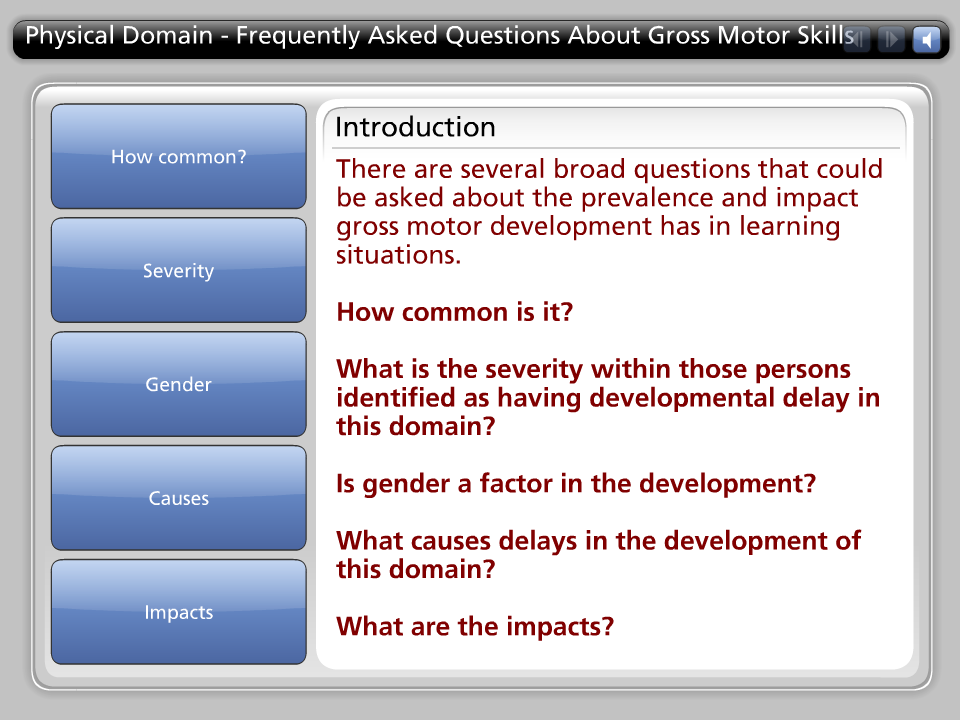 Physical Domain - Frequently Asked Questions About Gross Motor Skills
How common?
Severity
Gender
Causes
Impacts
Introduction
There are several broad questions that could
be asked about the prevalence and impact
gross motor development has in learning
situations.
How common is it?
What is the severity within those persons
identified as having developmental delay in
this domain?
Is gender a factor in the development?
What causes delays in the development of
this domain?
What are the impacts?